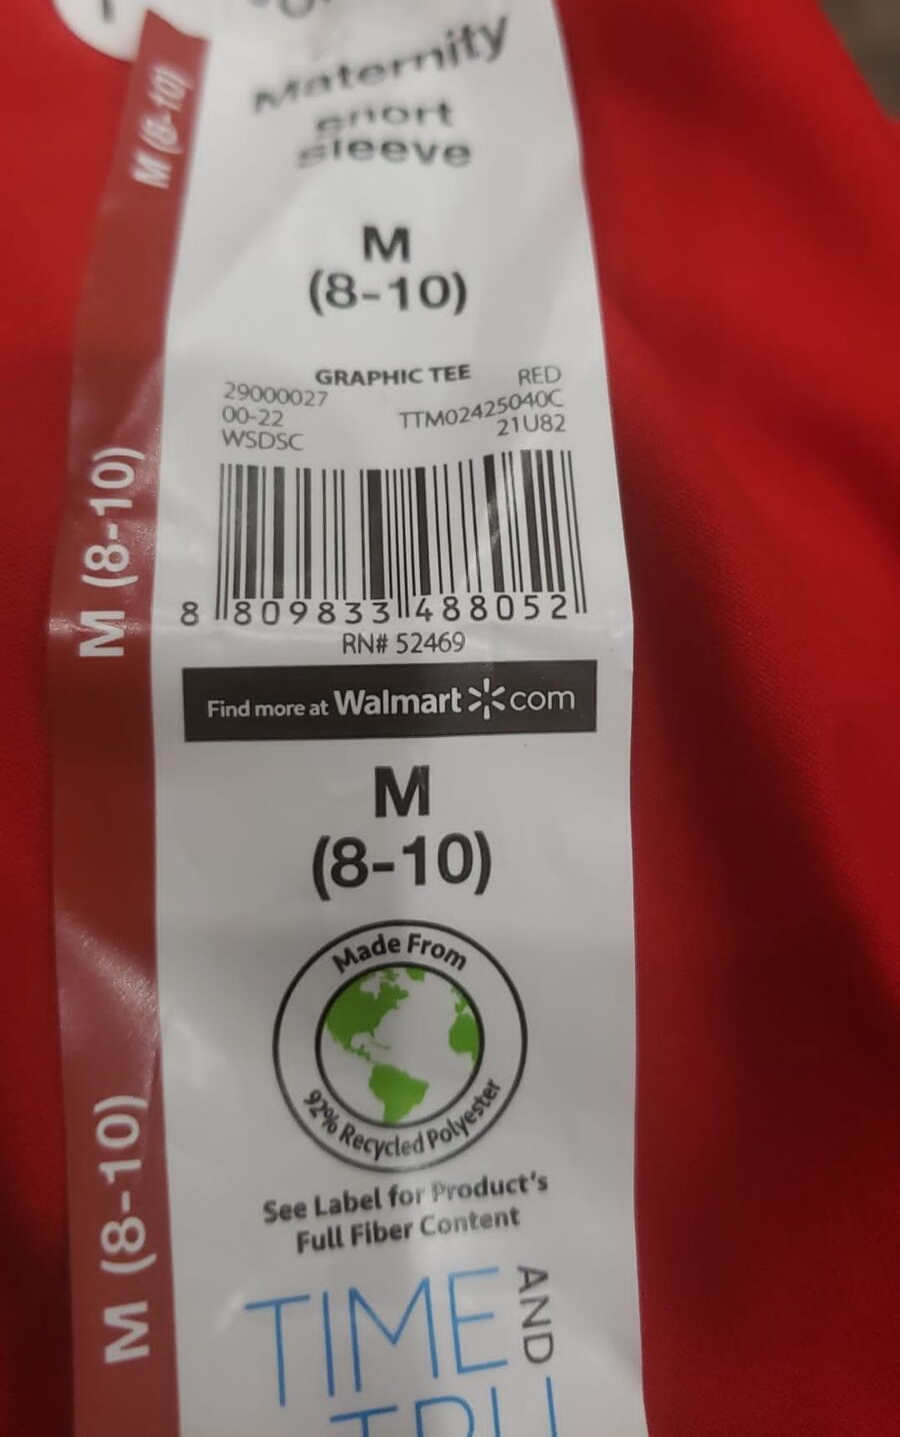 Maternity
short
sleeve
M (8-10)
M
(8-10)
GRAPHIC TEE RED
29000027
00-22 TTM02425040C
WSDSC 21U82
M (8-10)
8 809833 488052
RN# 52469
Find more at Walmart com
M
(8-10)
Made From
92% Recycled Polyester
See Label for Product's
Full Fiber Content
M (8-10)
TIME AND
TRU